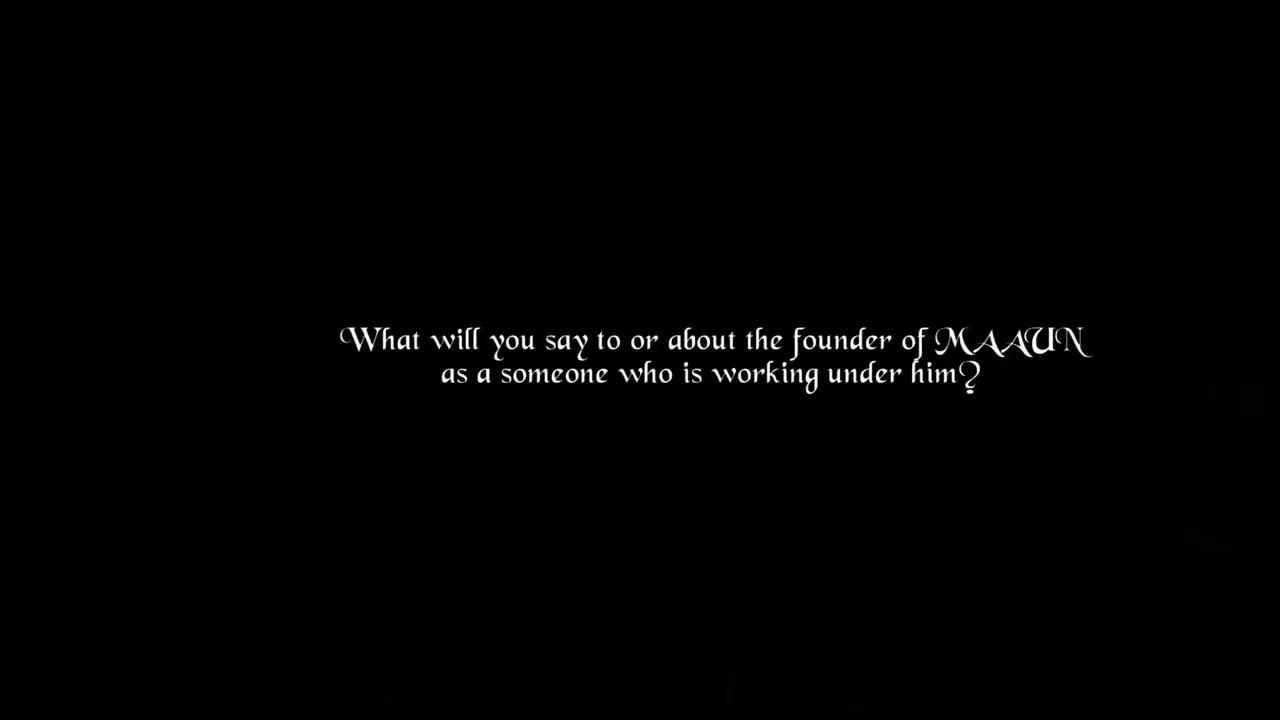 What will you say to or about the founder of MAAUN
as a someone who is working under him?